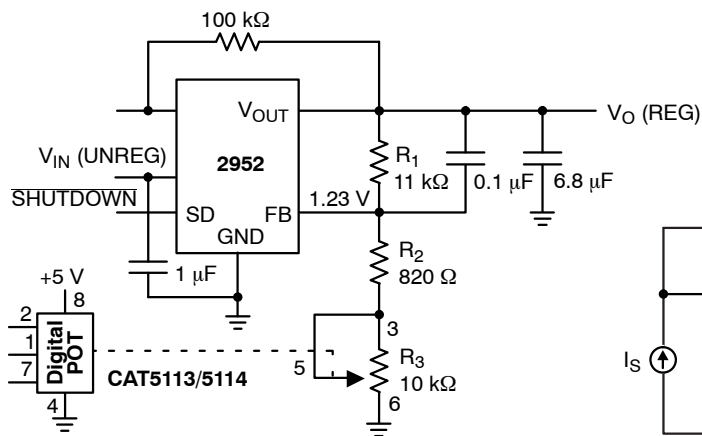 100 kΩ
V_OUT
V_O (REG)
V_IN (UNREG)
2952
R_1
11 kΩ
0.1 μF
6.8 μF
SHUTDOWN
SD
FB
1.23 V
GND
R_2
820 Ω
1 μF
+5 V
8
2
1
7
4
Digital
POT
CAT5113/5114
3
5
R_3
10 kΩ
6
I_S